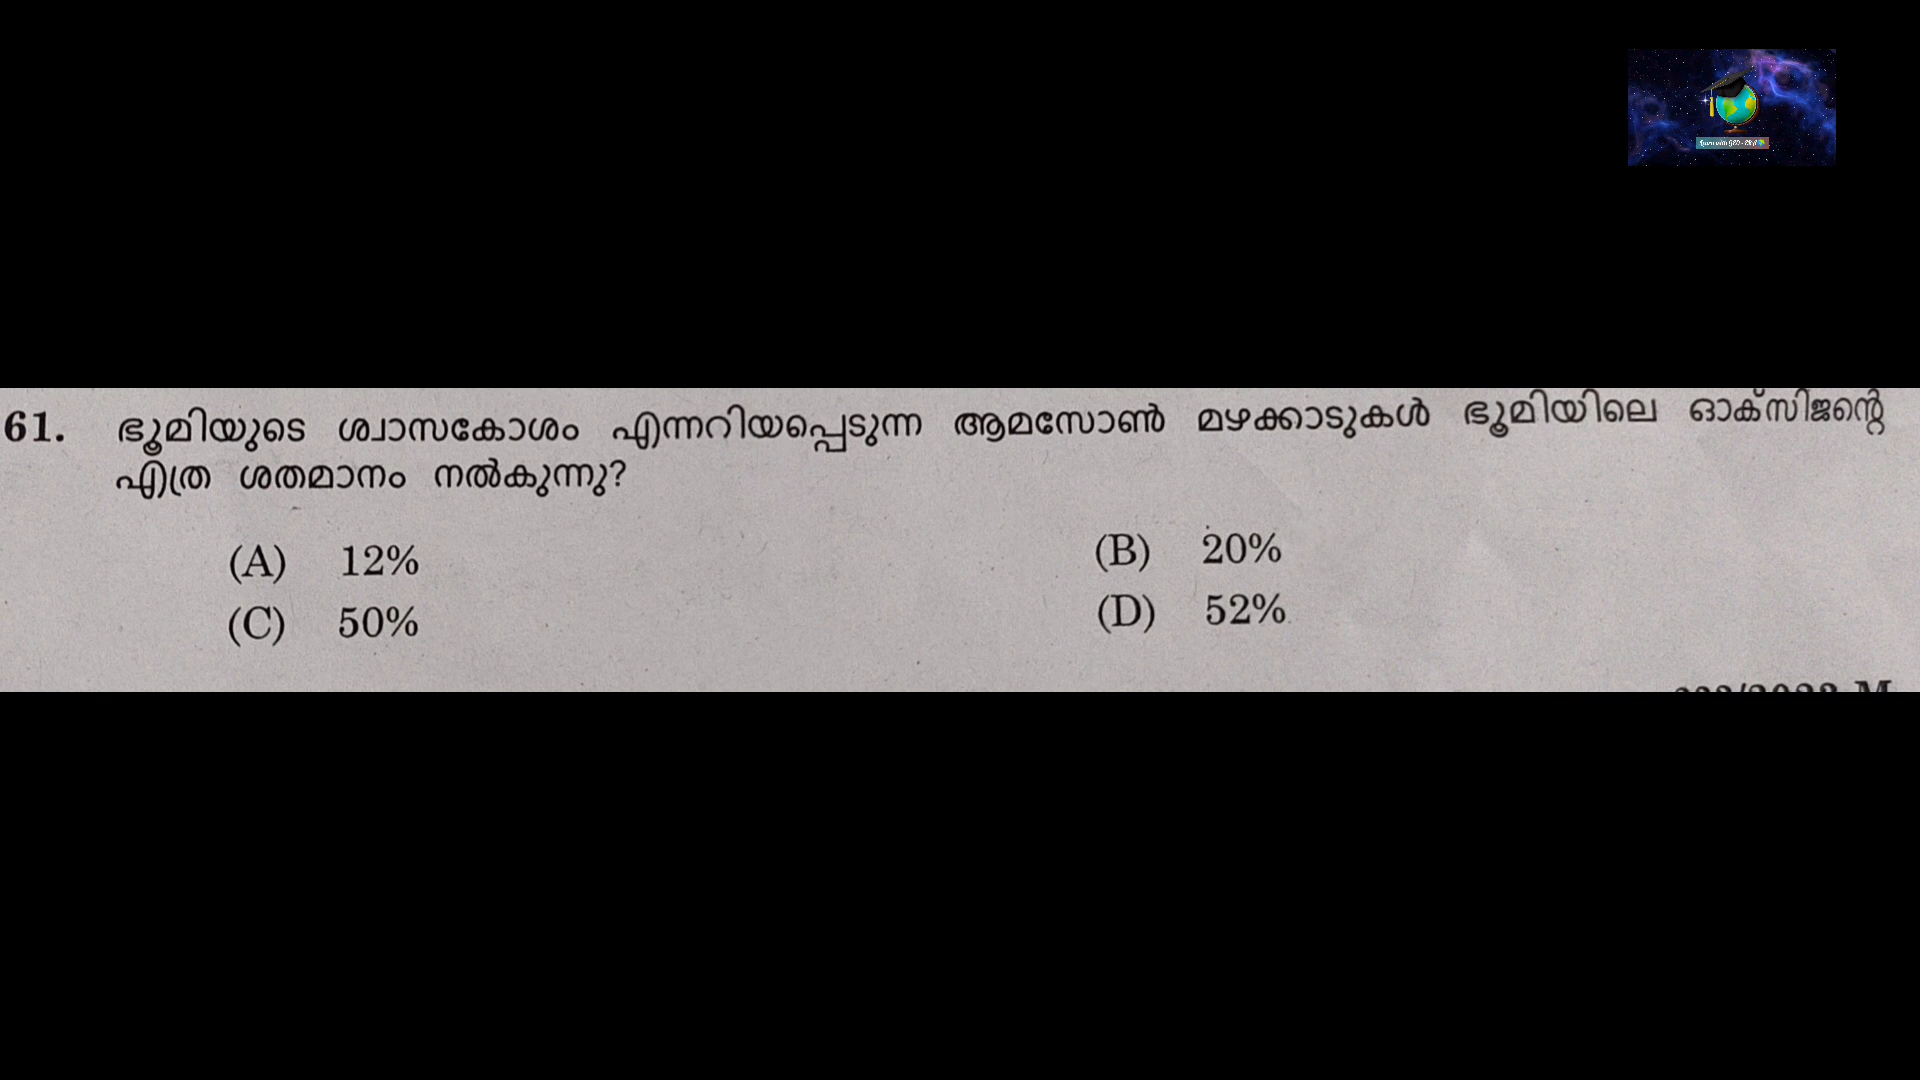 61. ഭൂമിയുടെ ശ്വാസകോശം എന്നറിയപ്പെടുന്ന ആമസോൺ മഴക്കാടുകൾ ഭൂമിയിലെ ഓക്സിജന്റെ
എത്ര ശതമാനം നൽകുന്നു?
(A) 12% (B) 20%
(C) 50% (D) 52%